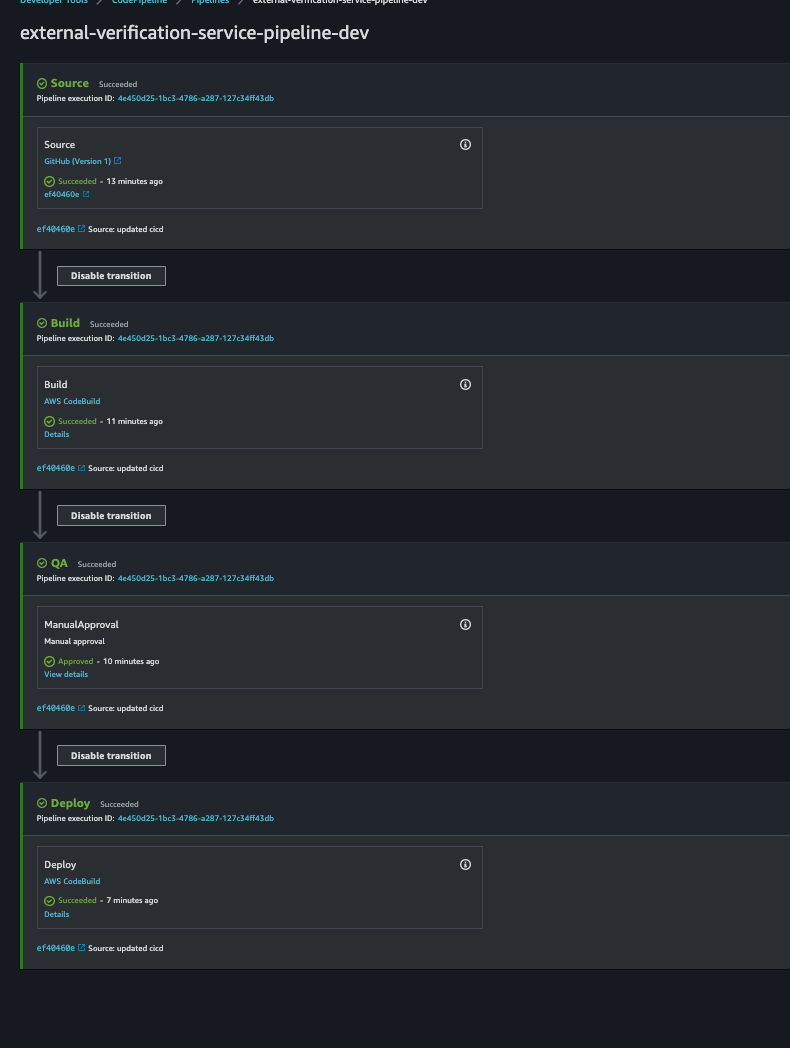 Developer Tools > CodePipeline > Pipelines > external-verification-service-pipeline-dev
external-verification-service-pipeline-dev
Source Succeeded
Pipeline execution ID: 4e450d25-1bc3-4786-a287-127c34ff43db
Source
GitHub (Version 1)
Succeeded - 13 minutes ago
ef40460e
ef40460e Source: updated cicd
Disable transition
Build Succeeded
Pipeline execution ID: 4e450d25-1bc3-4786-a287-127c34ff43db
Build
AWS CodeBuild
Succeeded - 11 minutes ago
Details
ef40460e Source: updated cicd
Disable transition
QA Succeeded
Pipeline execution ID: 4e450d25-1bc3-4786-a287-127c34ff43db
ManualApproval
Manual approval
Approved - 10 minutes ago
View details
ef40460e Source: updated cicd
Disable transition
Deploy Succeeded
Pipeline execution ID: 4e450d25-1bc3-4786-a287-127c34ff43db
Deploy
AWS CodeBuild
Succeeded - 7 minutes ago
Details
ef40460e Source: updated cicd